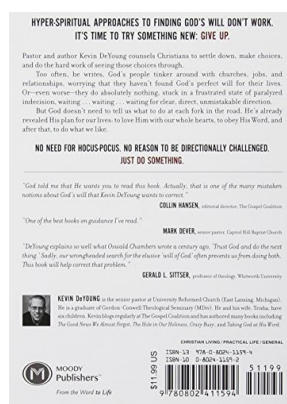 HYPER-SPIRITUAL APPROACHES TO FINDING GOD'S WILL DON'T WORK.
IT'S TIME TO TRY SOMETHING NEW: GIVE UP.
Pastor and author Kevin DeYoung counsels Christians to settle down, make choices,
and do the hard work of seeing those choices through.
Too often, he writes, God's people tinker around with churches, jobs, and
relationships, worrying that they haven't found God's perfect will for their lives.
Or—even worse—they do absolutely nothing, stuck in a frustrated state of paralyzed
indecision, waiting . . . waiting . . . waiting for clear, direct, unmistakable direction.
But God doesn't need to tell us what to do at each fork in the road. He's already
revealed His plan for our lives: to love Him with our whole hearts, to obey His Word, and
after that, to do what we like.
NO NEED FOR HOCUS-POCUS. NO REASON TO BE DIRECTIONALLY CHALLENGED.
JUST DO SOMETHING.
"God told me He wants you to read this book. Actually, that is one of the many mistaken
notions about God's will that Kevin DeYoung wants to correct."
COLLIN HANSEN, editorial director, The Gospel Coalition
"One of the best books on guidance I've read."
MARK DEVER, senior pastor, Capitol Hill Baptist Church
"DeYoung explains so well what Oswald Chambers wrote a century ago, 'Trust God and do the next
thing.' Sadly, our wrongheaded search for the elusive 'will of God' often prevents us from doing both.
This book will help correct that problem."
GERALD L. SITTSER, professor of theology, Whitworth University
KEVIN DeYOUNG is the senior pastor at University Reformed Church (East Lansing, Michigan).
He is a graduate of Gordon-Conwell Theological Seminary (MDiv). He and his wife, Trisha, have
six children. Kevin blogs regularly at The Gospel Coalition and has authored many books including
The Good News We Almost Forgot, The Hole in Our Holiness, Crazy Busy, and Taking God at His Word.
CHRISTIAN LIVING / PRACTICAL LIFE / GENERAL
ISBN-13 978-0-8024-1159-4
ISBN-10 0-8024-1159-2
51199
$11.99 US
9 780802 411594
M
MOODY
Publishers™
From the Word to Life